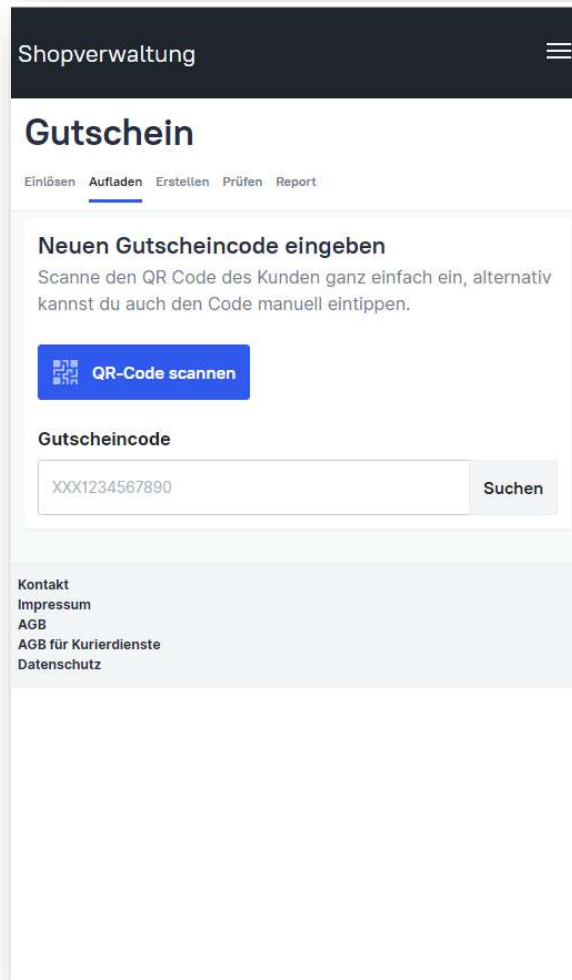 Shopverwaltung
Gutschein
Einlösen Aufladen Erstellen Prüfen Report
Neuen Gutscheincode eingeben
Scanne den QR Code des Kunden ganz einfach ein, alternativ
kannst du auch den Code manuell eintippen.
QR-Code scannen
Gutscheincode
XXX1234567890 Suchen
Kontakt
Impressum
AGB
AGB für Kurierdienste
Datenschutz